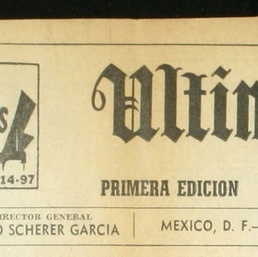 S
Ultim
14-97
PRIMERA EDICION
DIRECTOR GENERAL
O SCHERER GARCIA
MEXICO, D. F.—